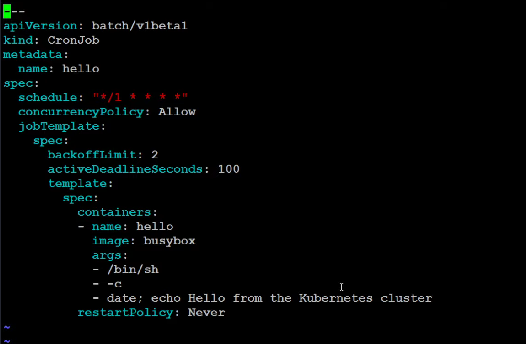 ---
apiVersion: batch/v1beta1
kind: CronJob
metadata:
  name: hello
spec:
  schedule: "*/1 * * * *"
  concurrencyPolicy: Allow
  jobTemplate:
    spec:
      backoffLimit: 2
      activeDeadlineSeconds: 100
      template:
        spec:
          containers:
          - name: hello
            image: busybox
            args:
            - /bin/sh
            - -c
            - date; echo Hello from the Kubernetes cluster
          restartPolicy: Never
~
~